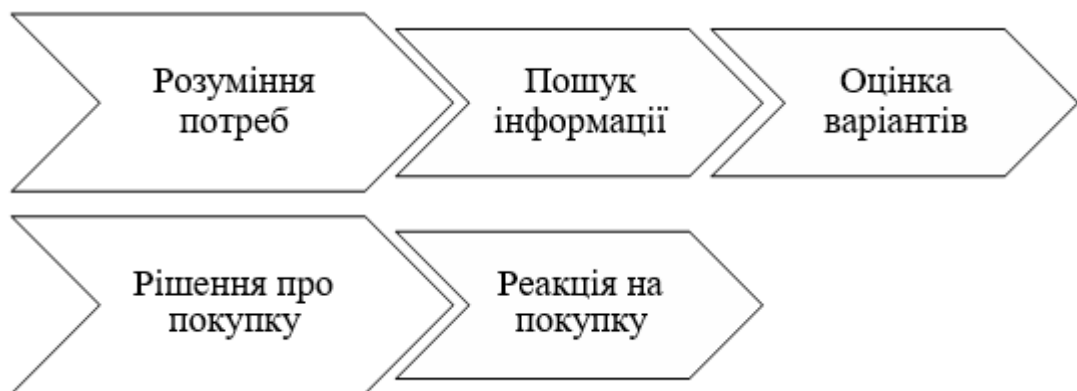 Розуміння
потреб
Пошук
інформації
Оцінка
варіантів
Рішення про
покупку
Реакція на
покупку